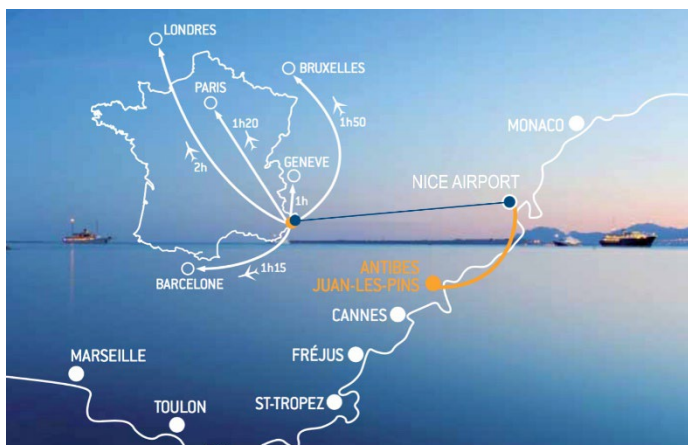 LONDRES
BRUXELLES
PARIS
1h20
1h50
2h
GENEVE
1h
1h15
BARCELONE
MONACO
NICE AIRPORT
ANTIBES
JUAN-LES-PINS
CANNES
FRÉJUS
MARSEILLE
ST-TROPEZ
TOULON